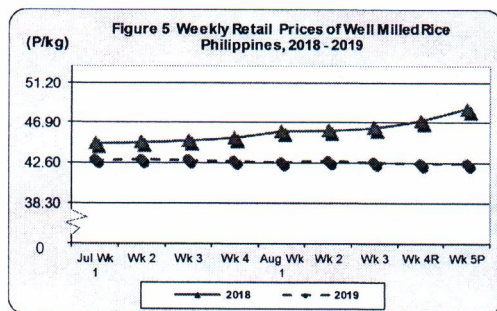 Figure 5 Weekly Retail Prices of Well Milled Rice
Philippines, 2018 - 2019
(P/kg)
51.20
46.90
42.60
38.30
0
Jul Wk 1
Wk 2
Wk 3
Wk 4
Aug Wk 1
Wk 2
Wk 3
Wk 4R
Wk 5P
2018
2019